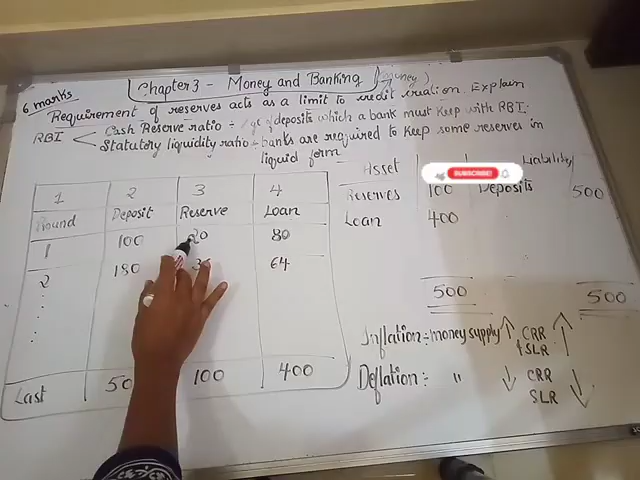 Chapter 3 - Money and Banking (money)
6 marks
Requirement of reserves acts as a limit to credit creation. Explain
RBI
Cash Reserve ratio ÷ %ge of deposits which a bank must keep with RBI.
Statutory liquidity ratio ÷ banks are required to keep some reserves in
liquid form
1 2 3 4
Round Deposit Reserve Loan
1 100 20 80
2 180 36 64
Last 50 100 400
Asset Liability
SUBSCRIBE
Reserves 100 Deposits 500
Loan 400
500 500
Inflation :- money supply ↑ CRR ↑
↑ SLR
Deflation :- " ↓ CRR ↓
SLR